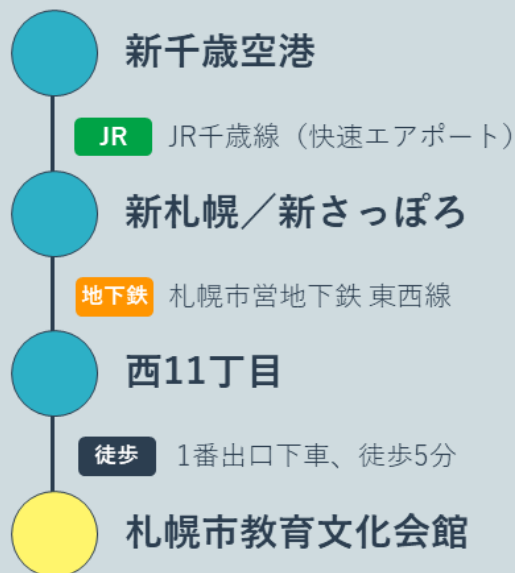 新千歳空港
JR JR千歳線（快速エアポート）
新札幌／新さっぽろ
地下鉄 札幌市営地下鉄 東西線
西11丁目
徒歩 1番出口下車、徒歩5分
札幌市教育文化会館